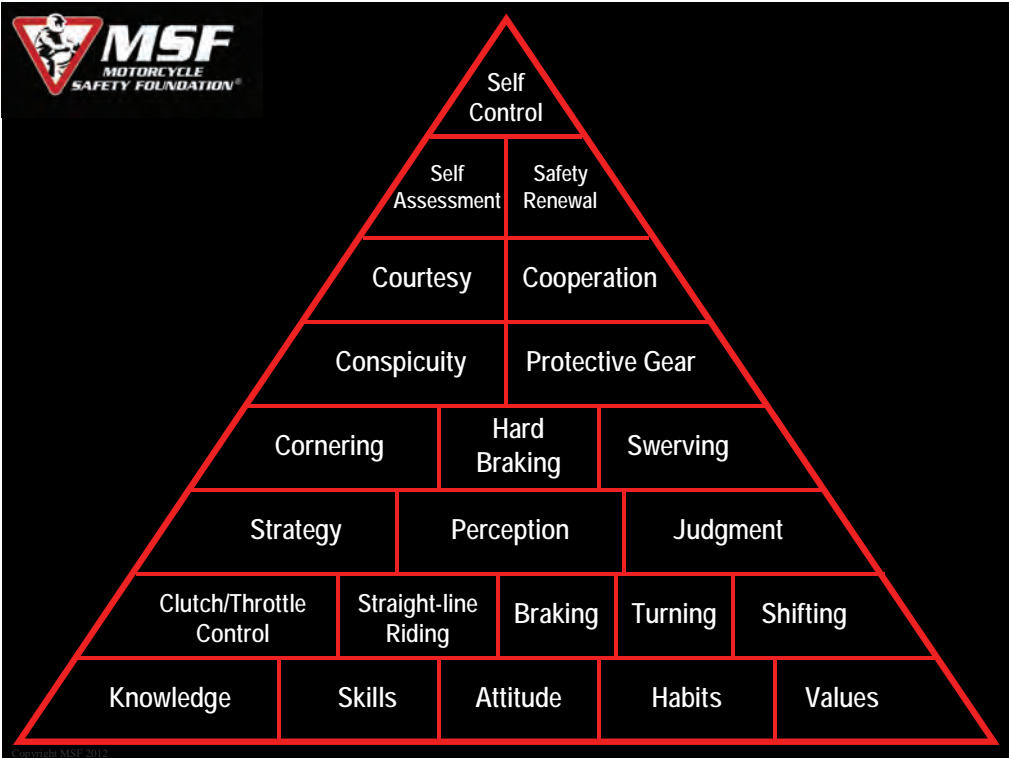 MSF
MOTORCYCLE
SAFETY FOUNDATION®
Self
Control
Self
Assessment
Safety
Renewal
Courtesy
Cooperation
Conspicuity
Protective Gear
Cornering
Hard
Braking
Swerving
Strategy
Perception
Judgment
Clutch/Throttle
Control
Straight-line
Riding
Braking
Turning
Shifting
Knowledge
Skills
Attitude
Habits
Values
Copyright MSF 2012